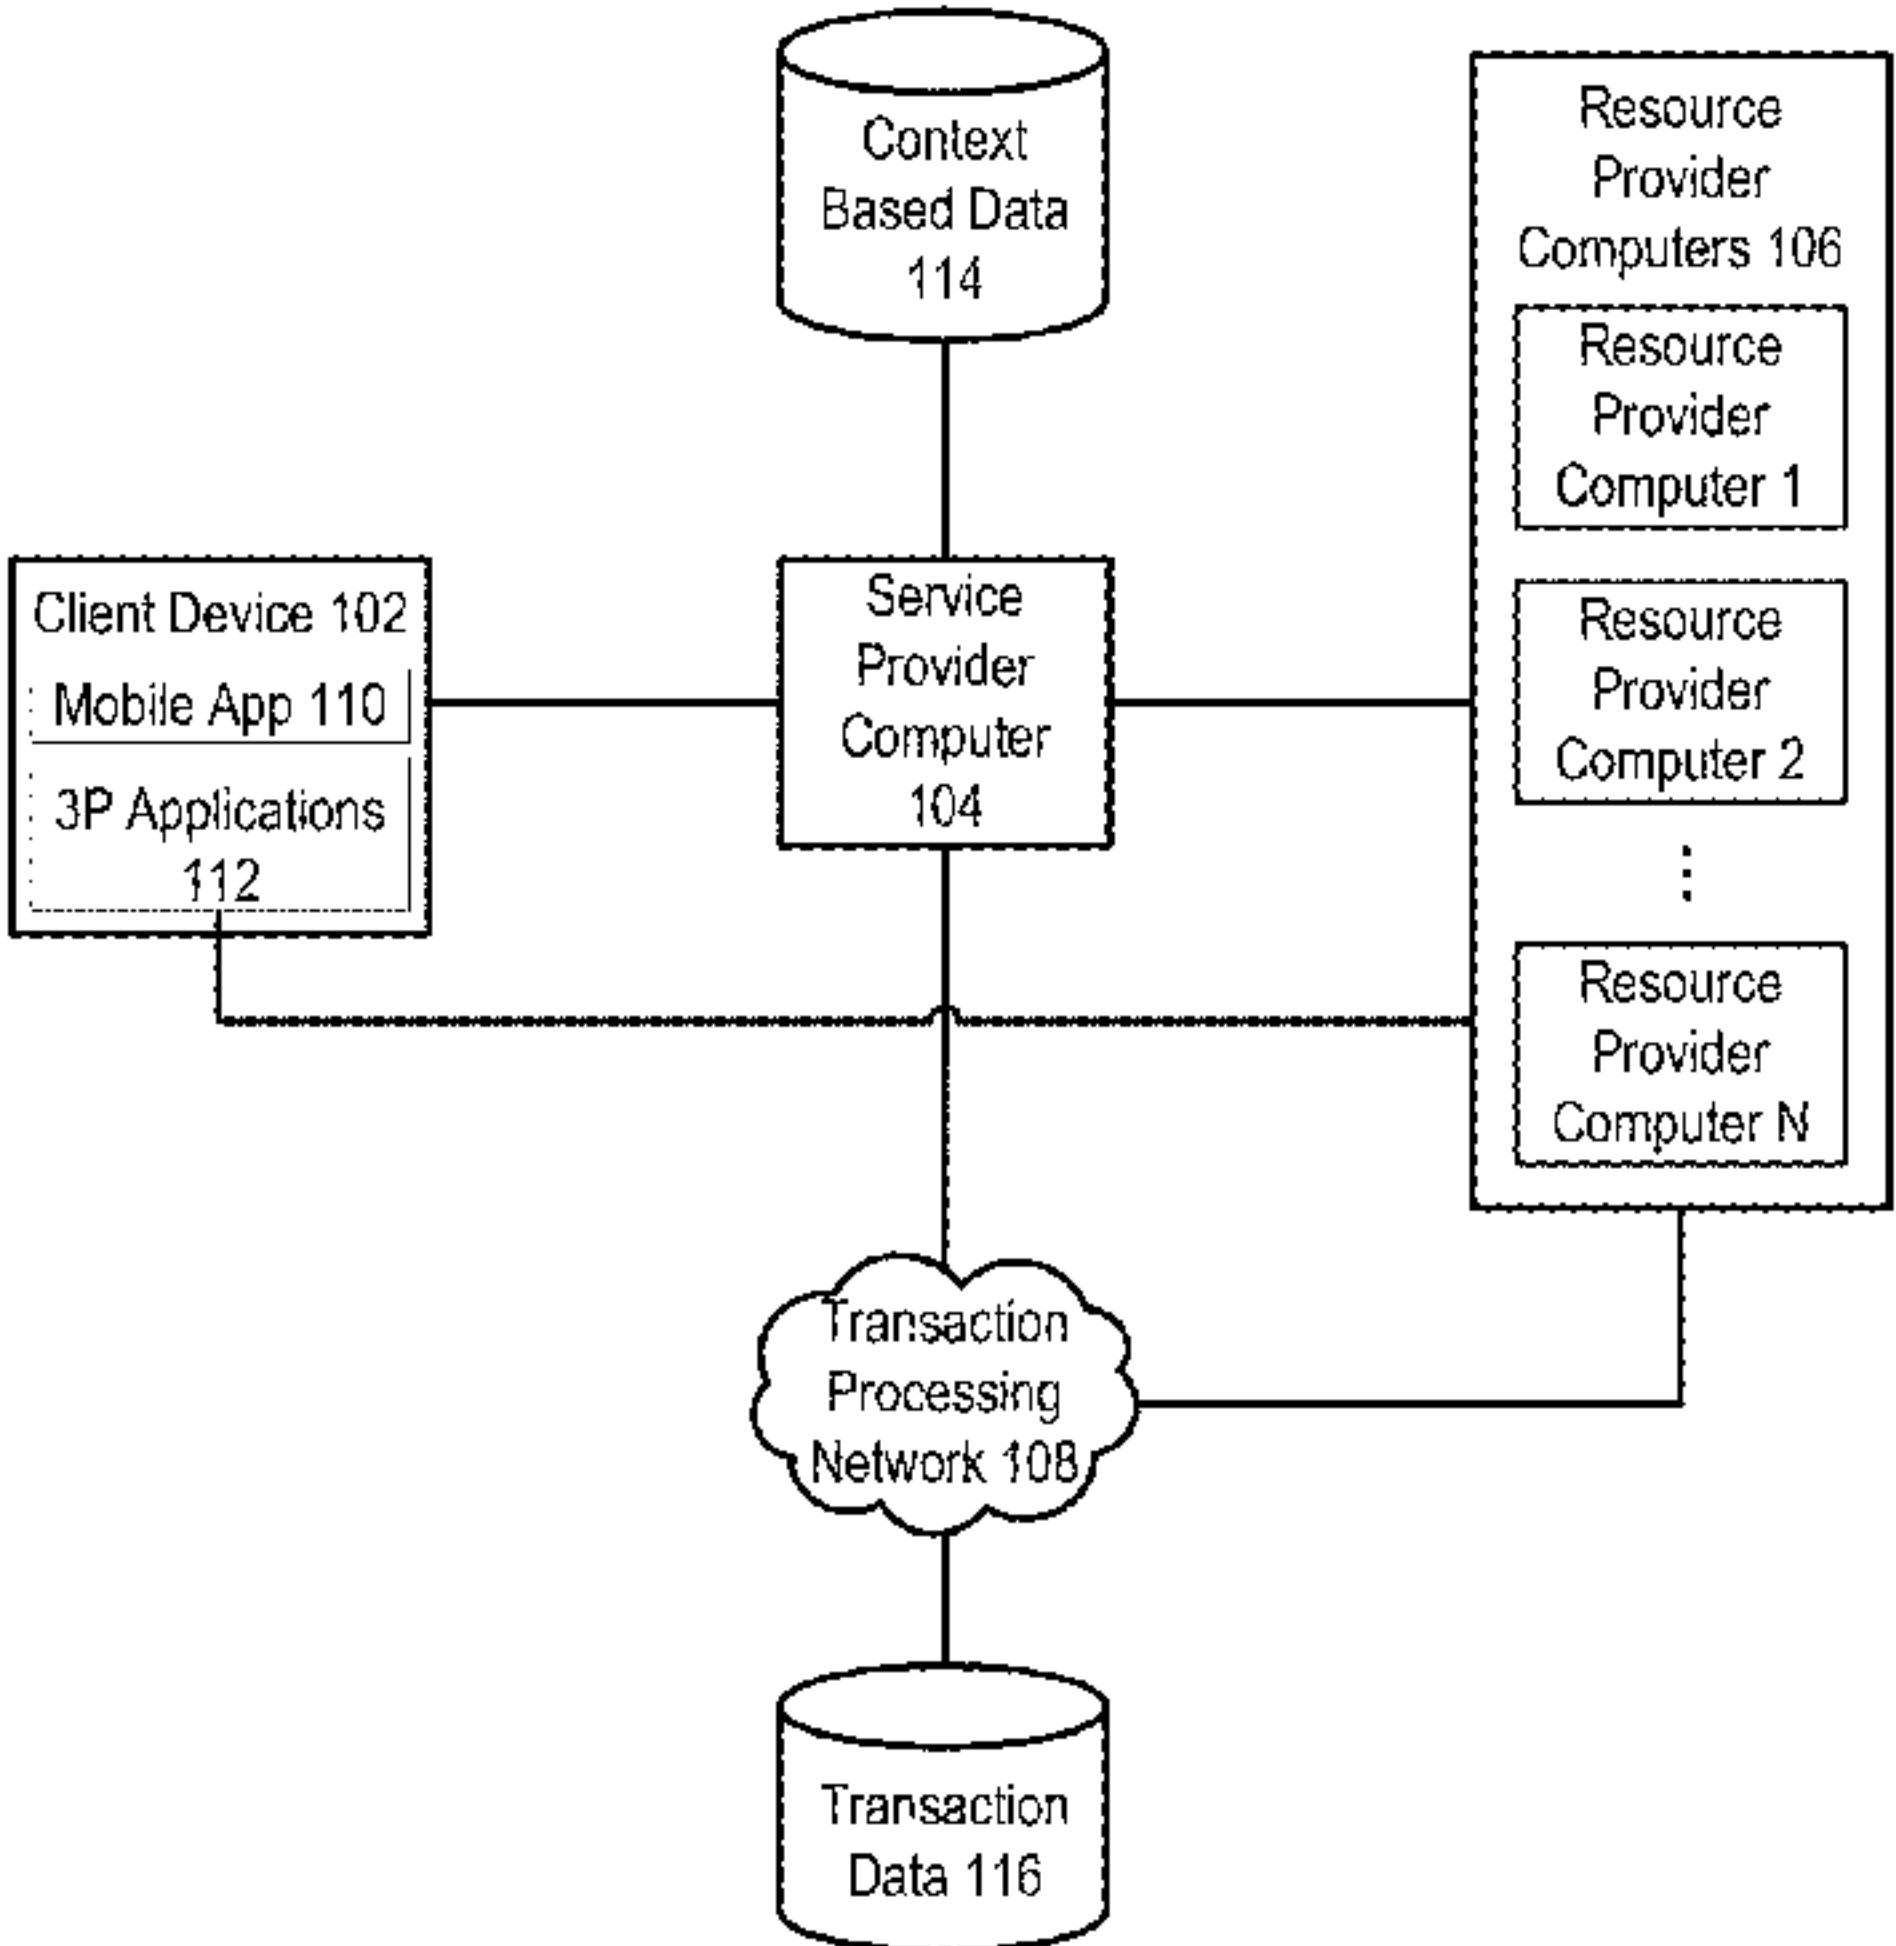 Context
Based Data
114
Resource
Provider
Computers 106
Resource
Provider
Computer 1
Resource
Provider
Computer 2
Resource
Provider
Computer N
Client Device 102
Mobile App 110
3P Applications
112
Service
Provider
Computer
104
Transaction
Processing
Network 108
Transaction
Data 116